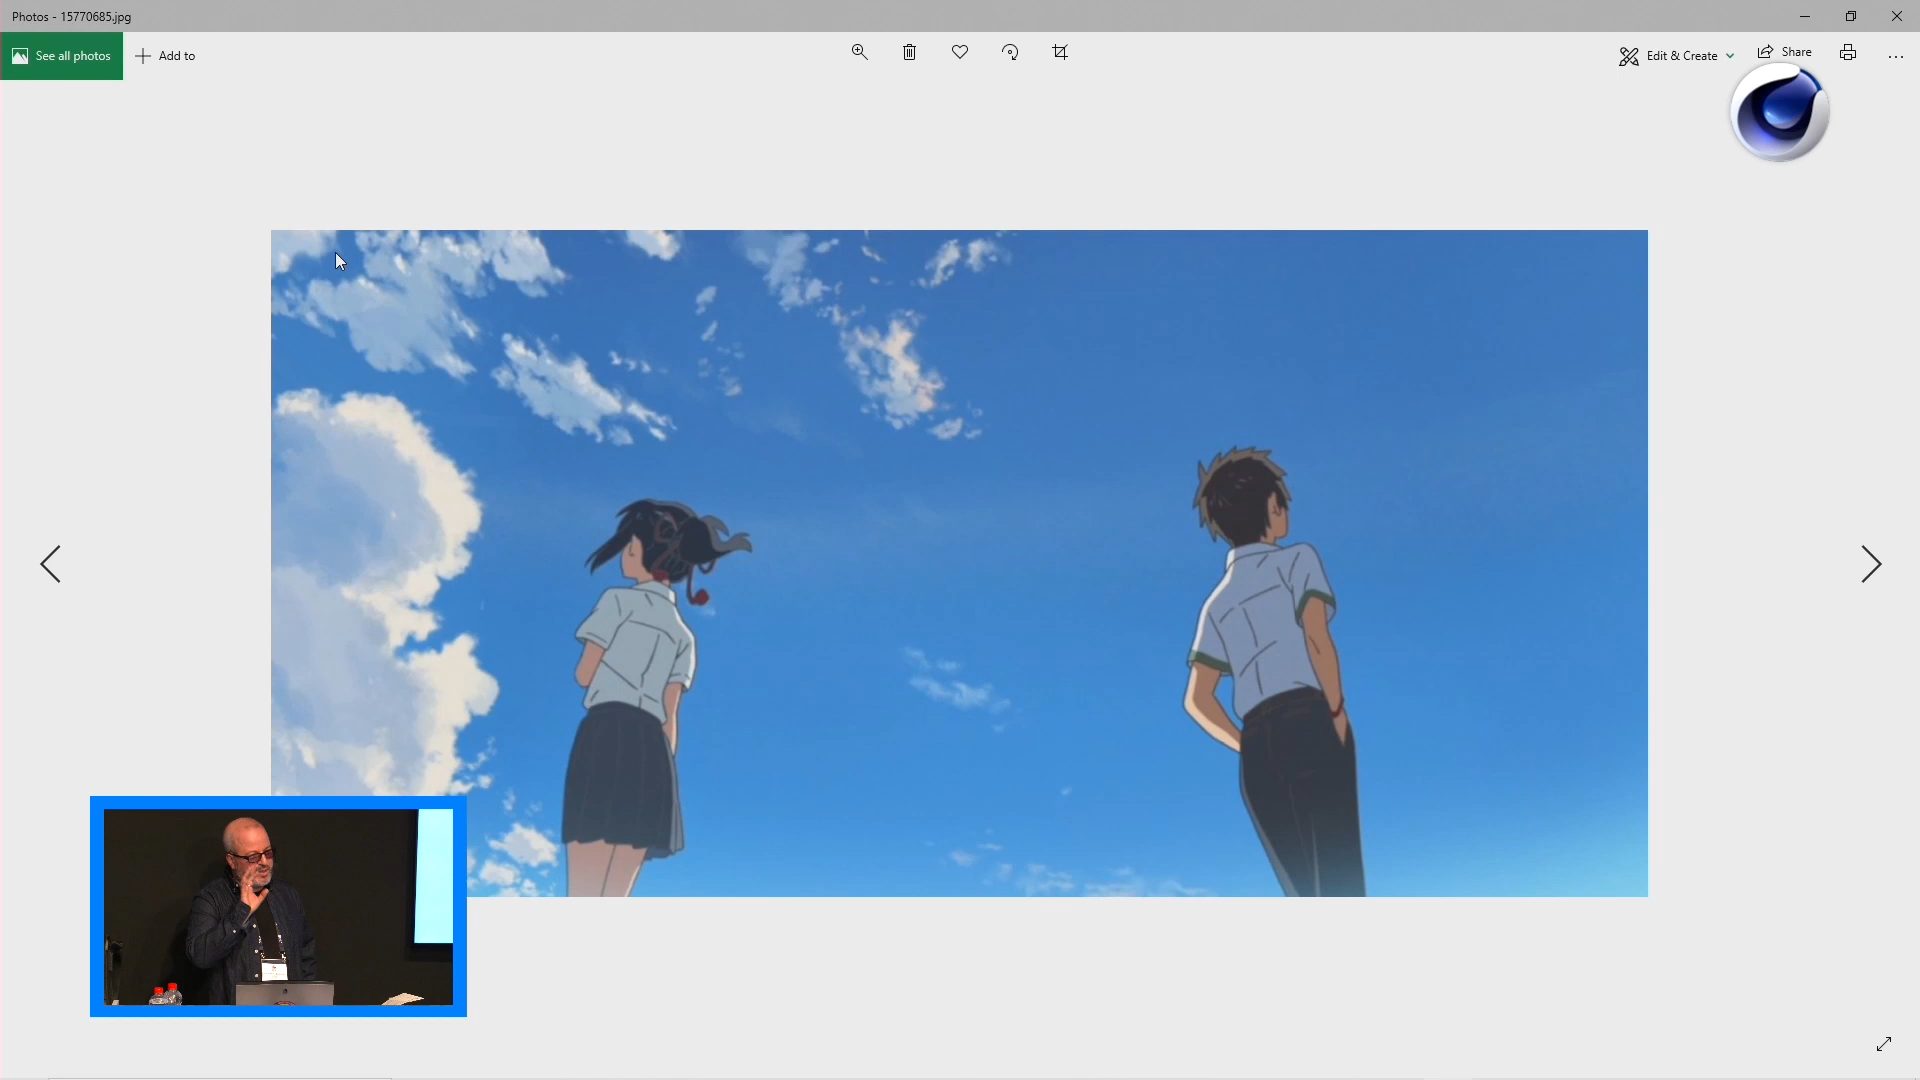 Photos - 15770685.jpg
See all photos
Add to
Edit & Create
Share